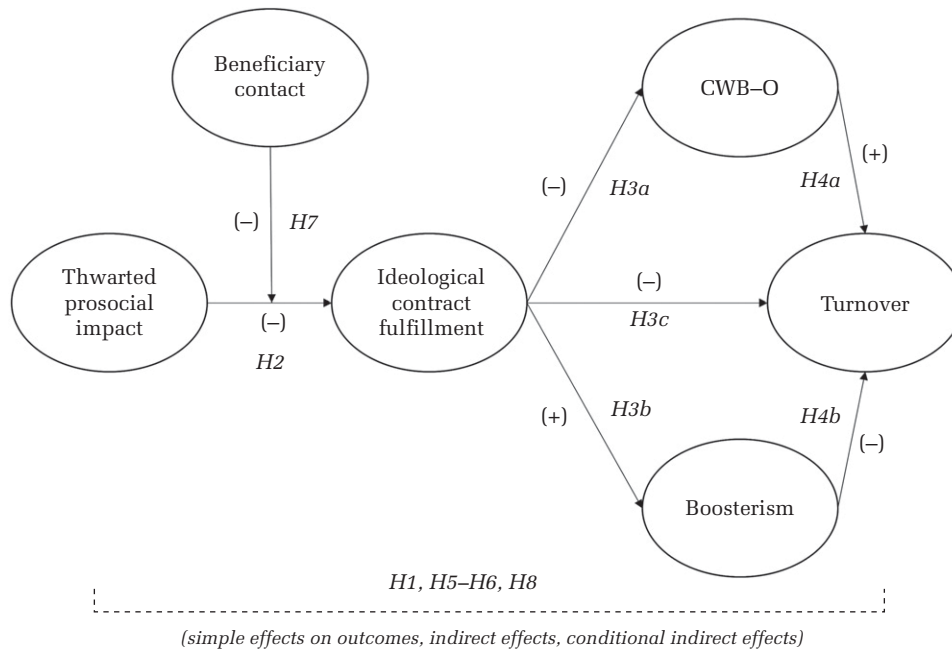 Beneficiary
contact
CWB–O
(–)
H7
(–)
H3a
H4a
(+)
Thwarted
prosocial
impact
(–)
H2
Ideological
contract
fulfillment
(–)
H3c
Turnover
(+)
H3b
H4b
(–)
Boosterism
H1, H5–H6, H8
(simple effects on outcomes, indirect effects, conditional indirect effects)